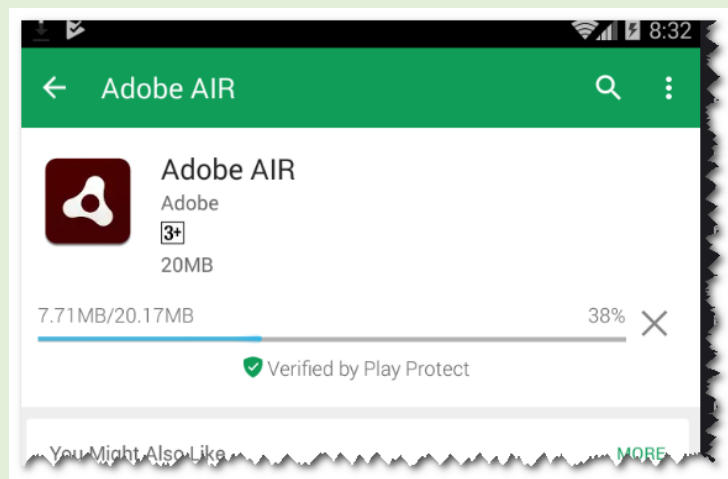 8:32
Adobe AIR
Adobe AIR
Adobe
3+
20MB
7.71MB/20.17MB 38%
Verified by Play Protect
You Might Also Like MORE